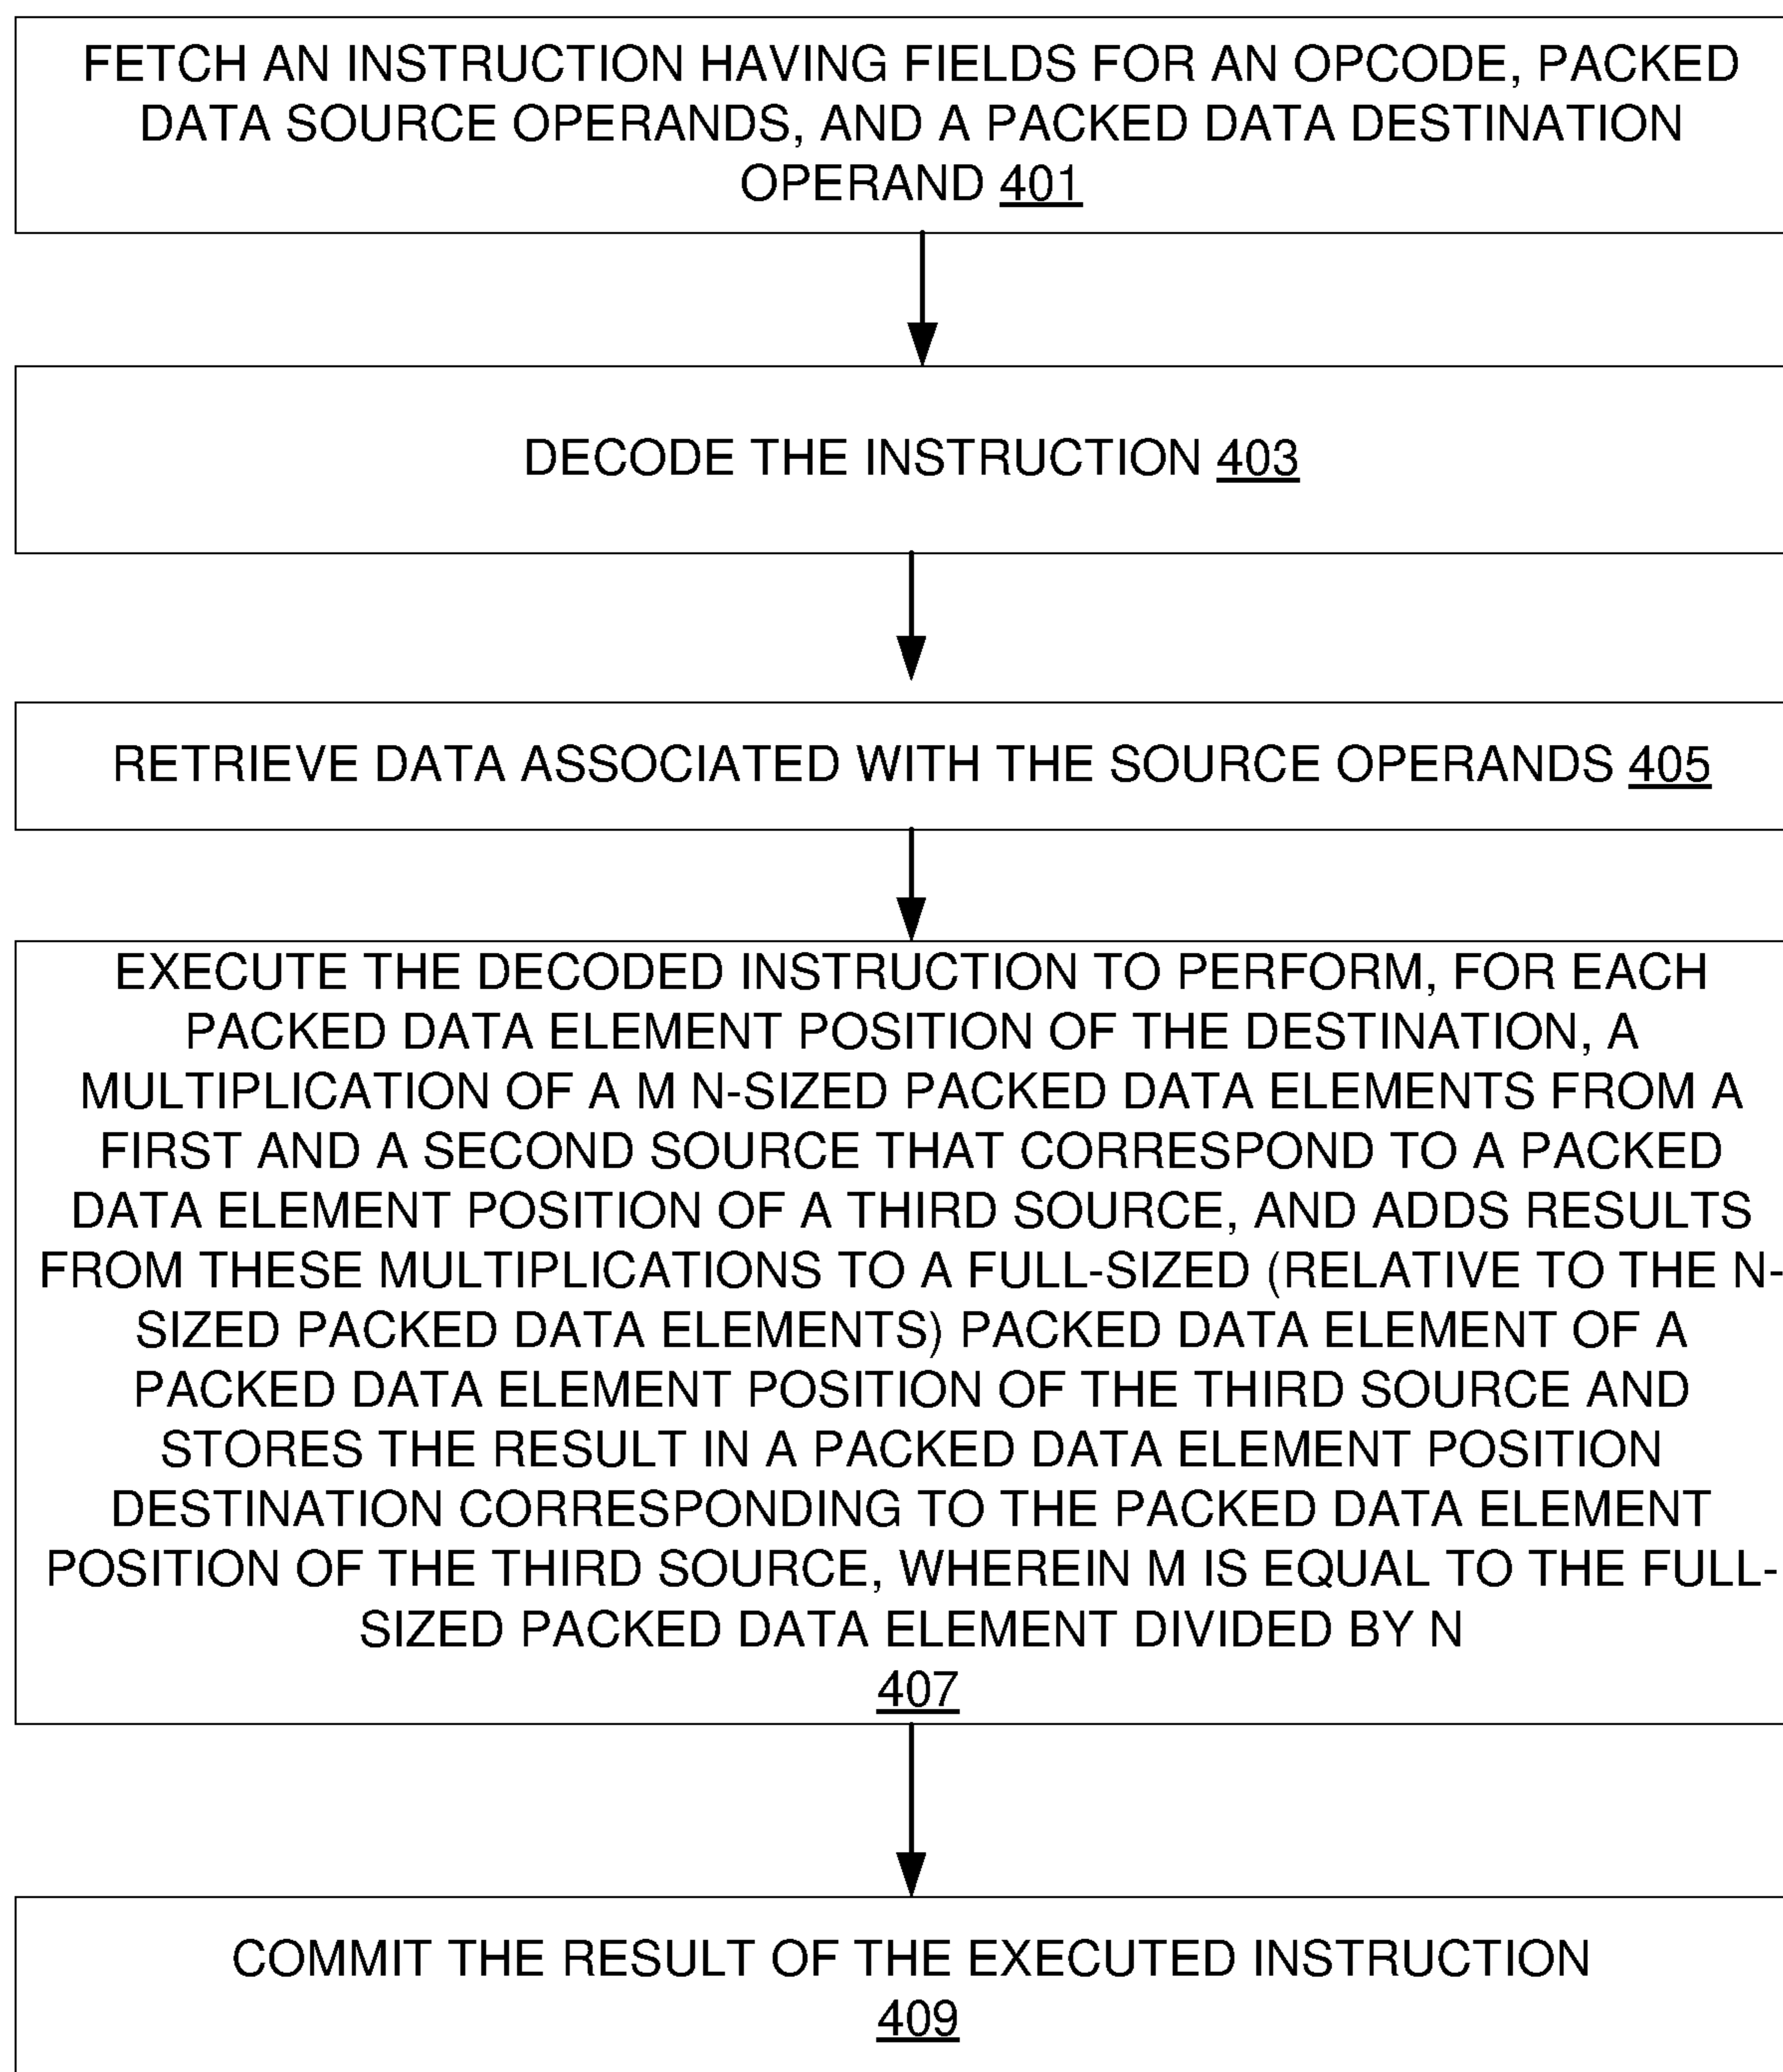 FETCH AN INSTRUCTION HAVING FIELDS FOR AN OPCODE, PACKED
DATA SOURCE OPERANDS, AND A PACKED DATA DESTINATION
OPERAND 401
DECODE THE INSTRUCTION 403
RETRIEVE DATA ASSOCIATED WITH THE SOURCE OPERANDS 405
EXECUTE THE DECODED INSTRUCTION TO PERFORM, FOR EACH
PACKED DATA ELEMENT POSITION OF THE DESTINATION, A
MULTIPLICATION OF A M N-SIZED PACKED DATA ELEMENTS FROM A
FIRST AND A SECOND SOURCE THAT CORRESPOND TO A PACKED
DATA ELEMENT POSITION OF A THIRD SOURCE, AND ADDS RESULTS
FROM THESE MULTIPLICATIONS TO A FULL-SIZED (RELATIVE TO THE N-
SIZED PACKED DATA ELEMENTS) PACKED DATA ELEMENT OF A
PACKED DATA ELEMENT POSITION OF THE THIRD SOURCE AND
STORES THE RESULT IN A PACKED DATA ELEMENT POSITION
DESTINATION CORRESPONDING TO THE PACKED DATA ELEMENT
POSITION OF THE THIRD SOURCE, WHEREIN M IS EQUAL TO THE FULL-
SIZED PACKED DATA ELEMENT DIVIDED BY N
407
COMMIT THE RESULT OF THE EXECUTED INSTRUCTION
409